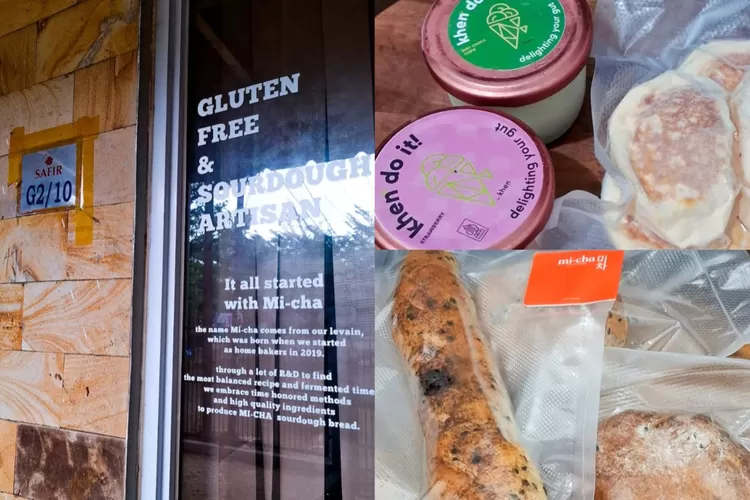 SAFIR
G2/10
GLUTEN
FREE
&
SOURDOUGH
ARTISAN
It all started
with Mi-cha
the name Mi-cha comes from our levain,
which was born when we started
as home bakers in 2019.
through a lot of R&D to find
the most balanced recipe and fermented time
we embrace time honored methods
and high quality ingredients
to produce MI-CHA sourdough bread.
khen do
delighting your gut
khen do it!
delighting your gut
.khen
STRAWBERRY
mi-cha 미차